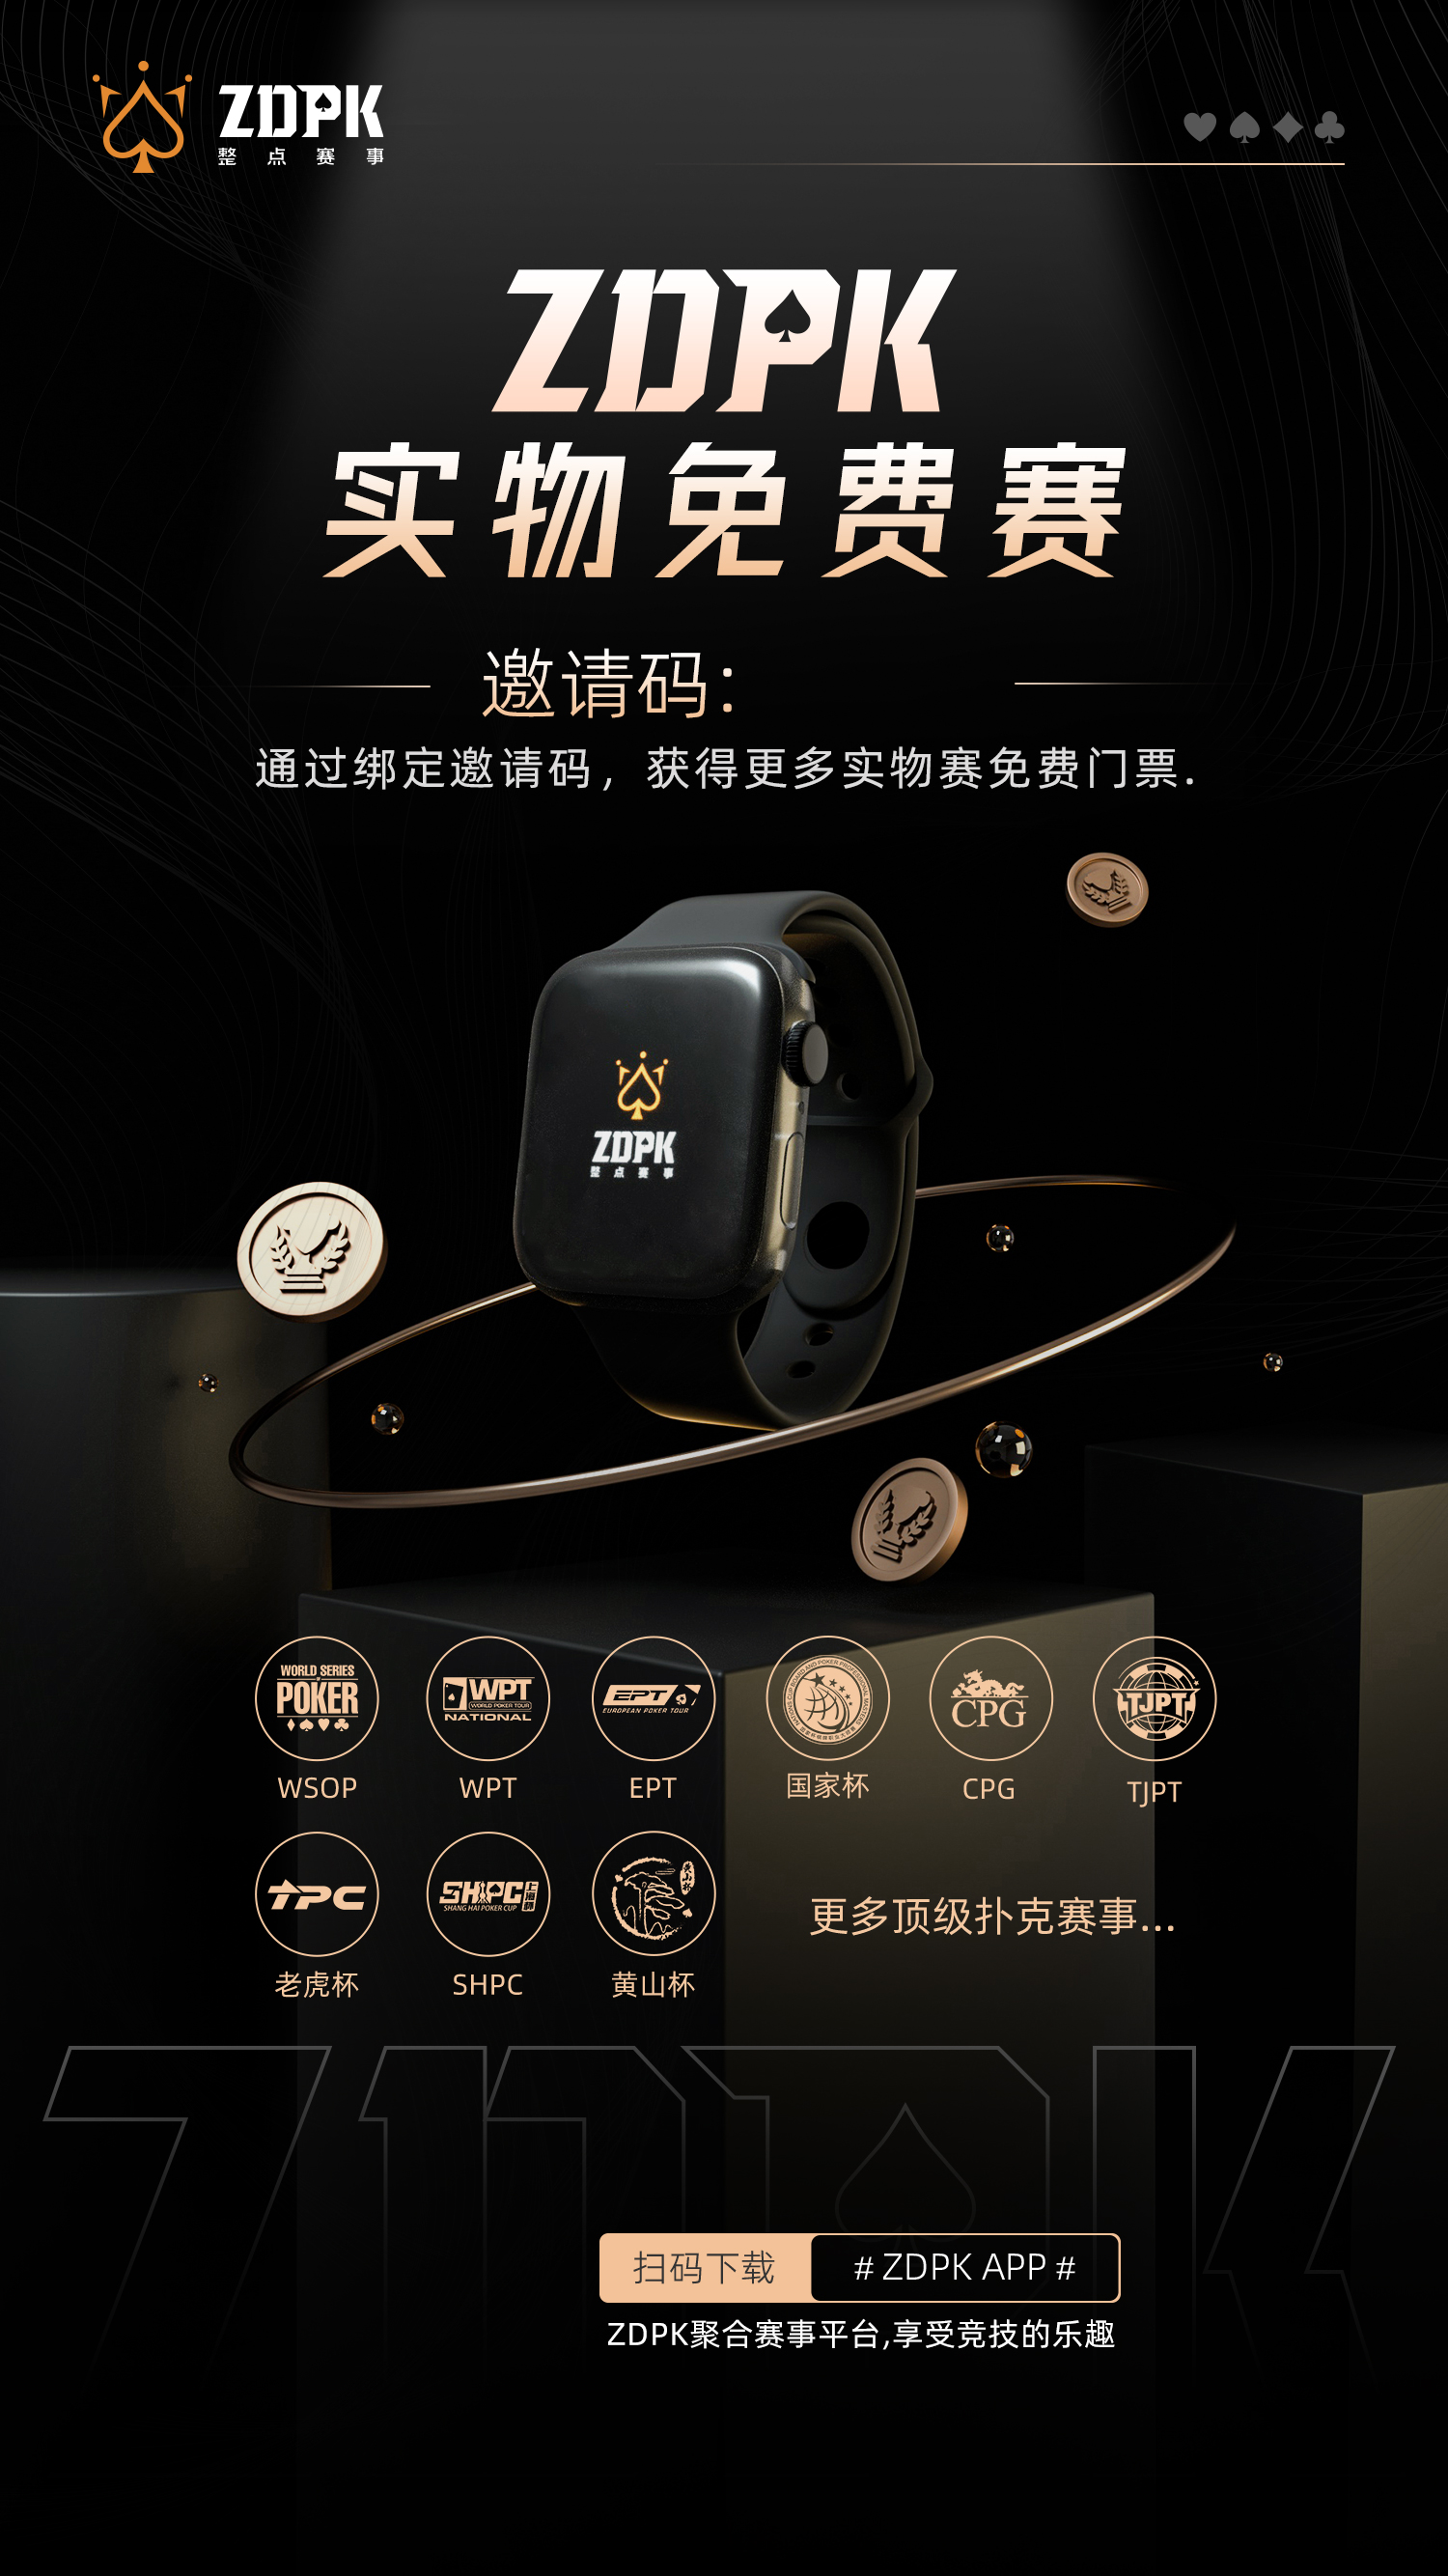 ZDPK
整点赛事
ZDPK
实物免费赛
邀请码：
通过绑定邀请码，获得更多实物赛免费门票.
ZDPK
整点赛事
WORLD SERIES
OF
POKER
WPT
WORLD POKER TOUR
NATIONAL
EPT
EUROPEAN POKER TOUR
CPG
TJPT
WSOP
WPT
EPT
国家杯
CPG
TJPT
TPC
SHPC
SHANG HAI POKER CUP
老虎杯
SHPC
黄山杯
更多顶级扑克赛事...
ZDPK
扫码下载
# ZDPK APP #
ZDPK聚合赛事平台,享受竞技的乐趣